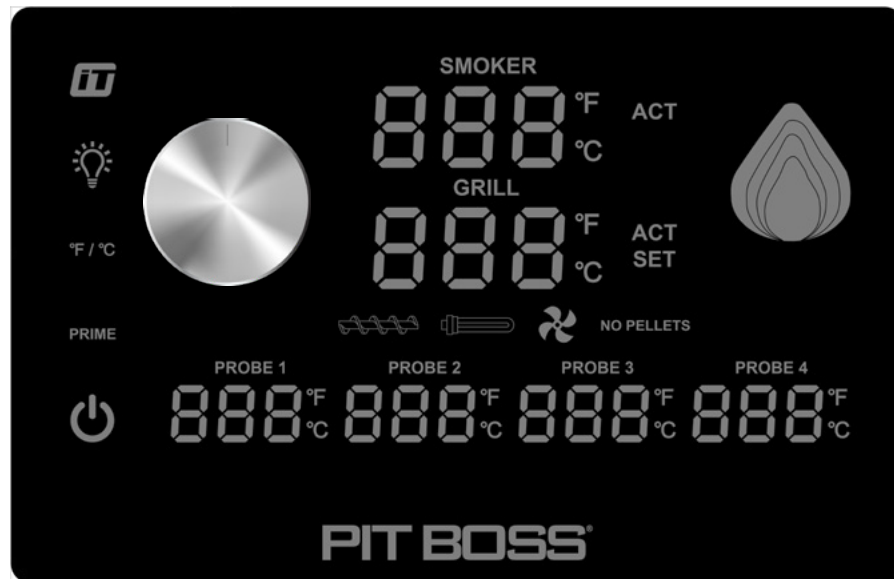 iT
SMOKER
888 °F °C ACT
GRILL
888 °F °C ACT SET
°F / °C
NO PELLETS
PRIME
PROBE 1 PROBE 2 PROBE 3 PROBE 4
888 °F °C 888 °F °C 888 °F °C 888 °F °C
PIT BOSS®